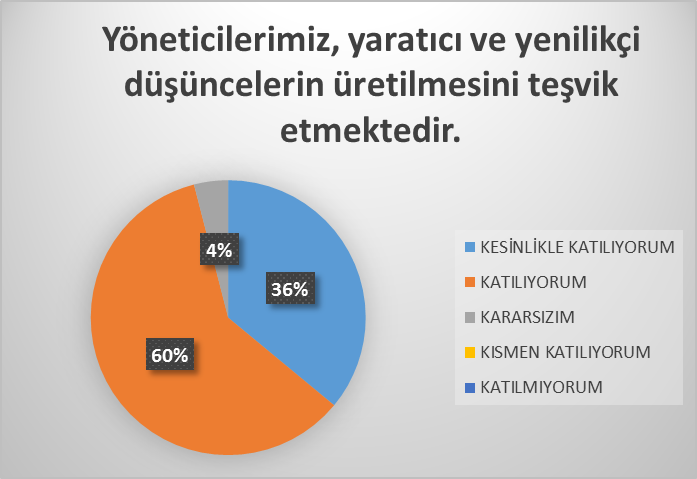 Yöneticilerimiz, yaratıcı ve yenilikçi
düşüncelerin üretilmesini teşvik
etmektedir.
4%
36%
60%
KESİNLİKLE KATILIYORUM
KATILIYORUM
KARARSIZIM
KISMEN KATILIYORUM
KATILMIYORUM